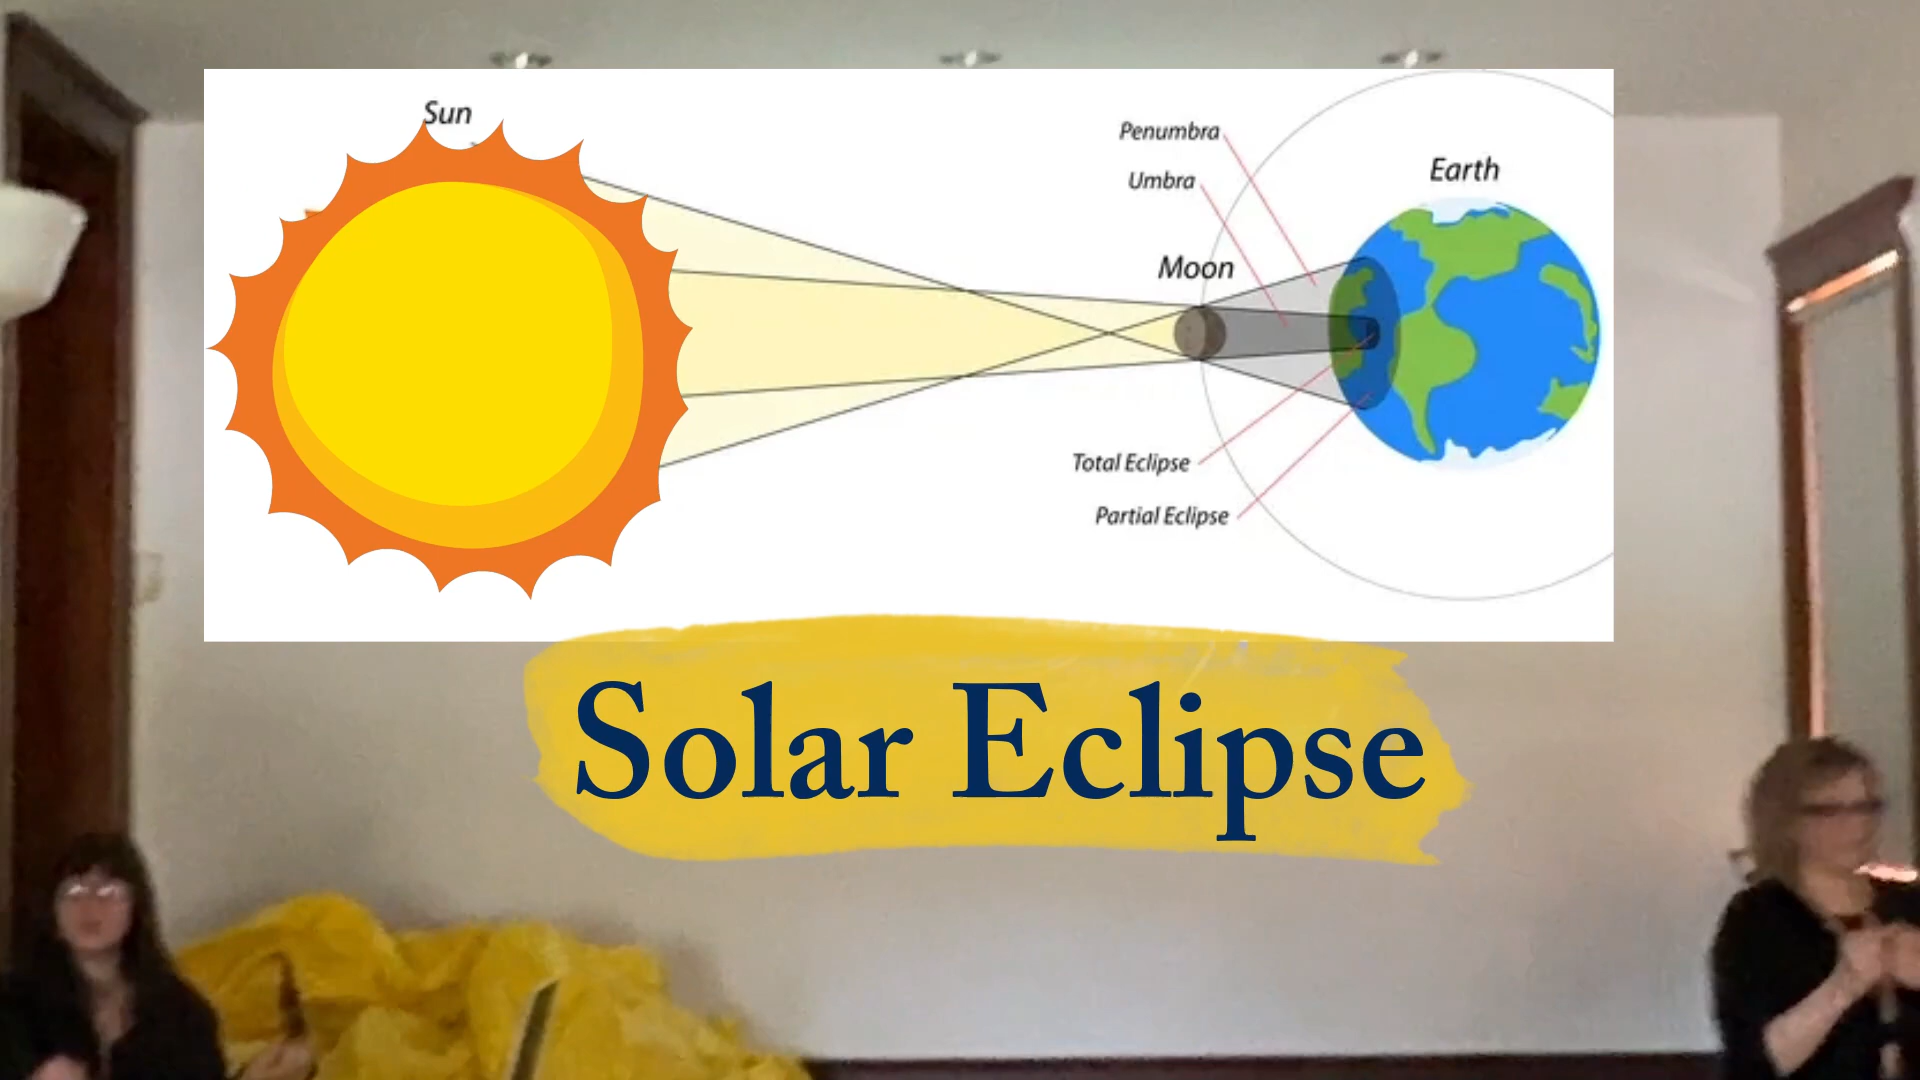 Sun
Penumbra
Umbra
Earth
Moon
Total Eclipse
Partial Eclipse
Solar Eclipse